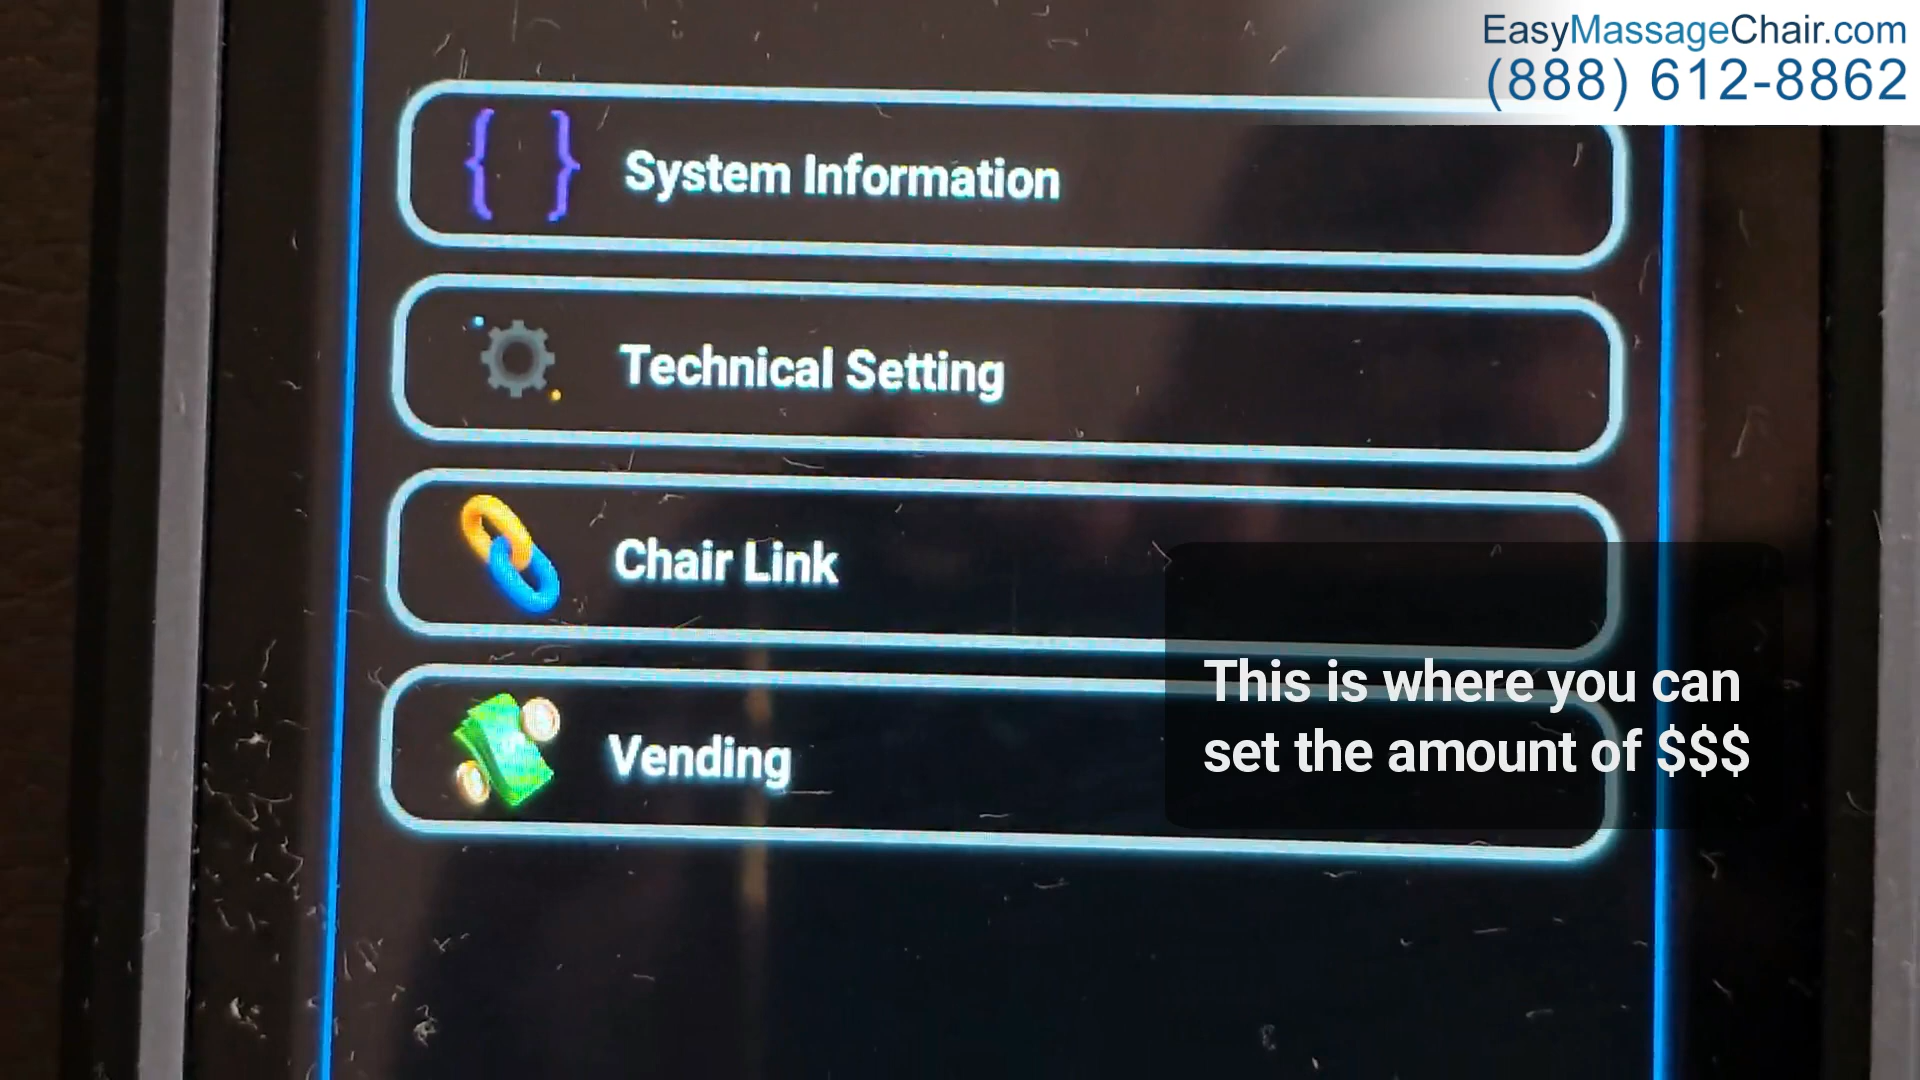 EasyMassageChair.com
(888) 612-8862
System Information
Technical Setting
Chair Link
Vending
This is where you can
set the amount of $$$